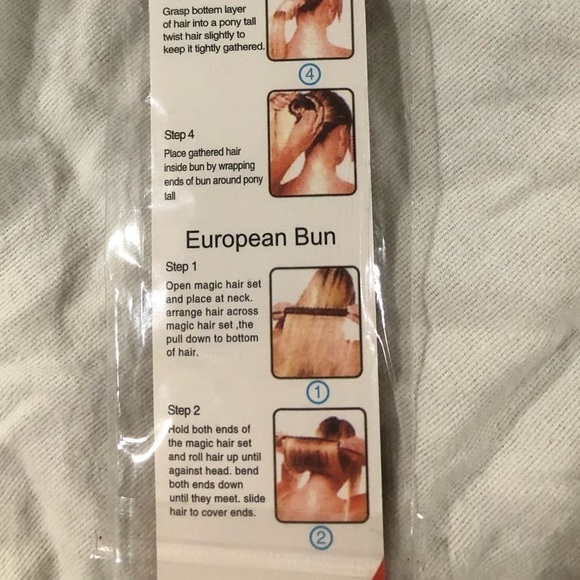 Grasp bottem layer
of hair into a pony tall
twist hair slightly to
keep it tightly gathered.
4
Step 4
Place gathered hair
inside bun by wrapping
ends of bun around pony
tall
European Bun
Step 1
Open magic hair set
and place at neck.
arrange hair across
magic hair set ,the
pull down to bottom
of hair.
1
Step 2
Hold both ends of
the magic hair set
and roll hair up until
against head. bend
both ends down
until they meet. slide
hair to cover ends.
2